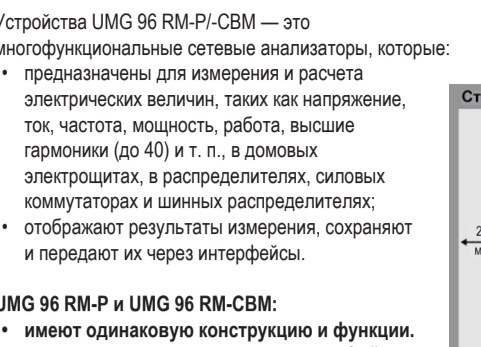 Устройства UMG 96 RM-P/-CBM — это
многофункциональные сетевые анализаторы, которые:
• предназначены для измерения и расчета
электрических величин, таких как напряжение,
ток, частота, мощность, работа, высшие
гармоники (до 40) и т. п., в домовых
электрощитах, в распределителях, силовых
коммутаторах и шинных распределителях;
• отображают результаты измерения, сохраняют
и передают их через интерфейсы.
UMG 96 RM-P и UMG 96 RM-CBM:
• имеют одинаковую конструкцию и функции.
Ст
2
м